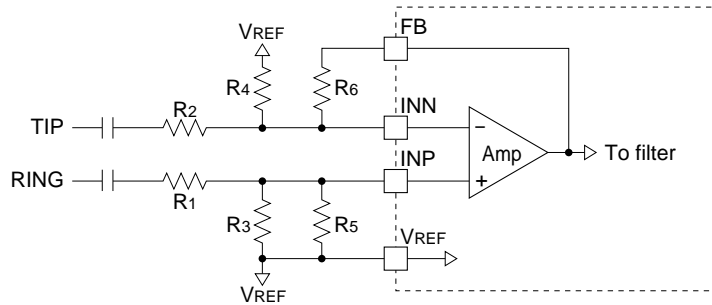 VREF
FB
R4
R6
R2
INN
TIP
Amp
To filter
INP
RING
R1
R3
R5
VREF
VREF